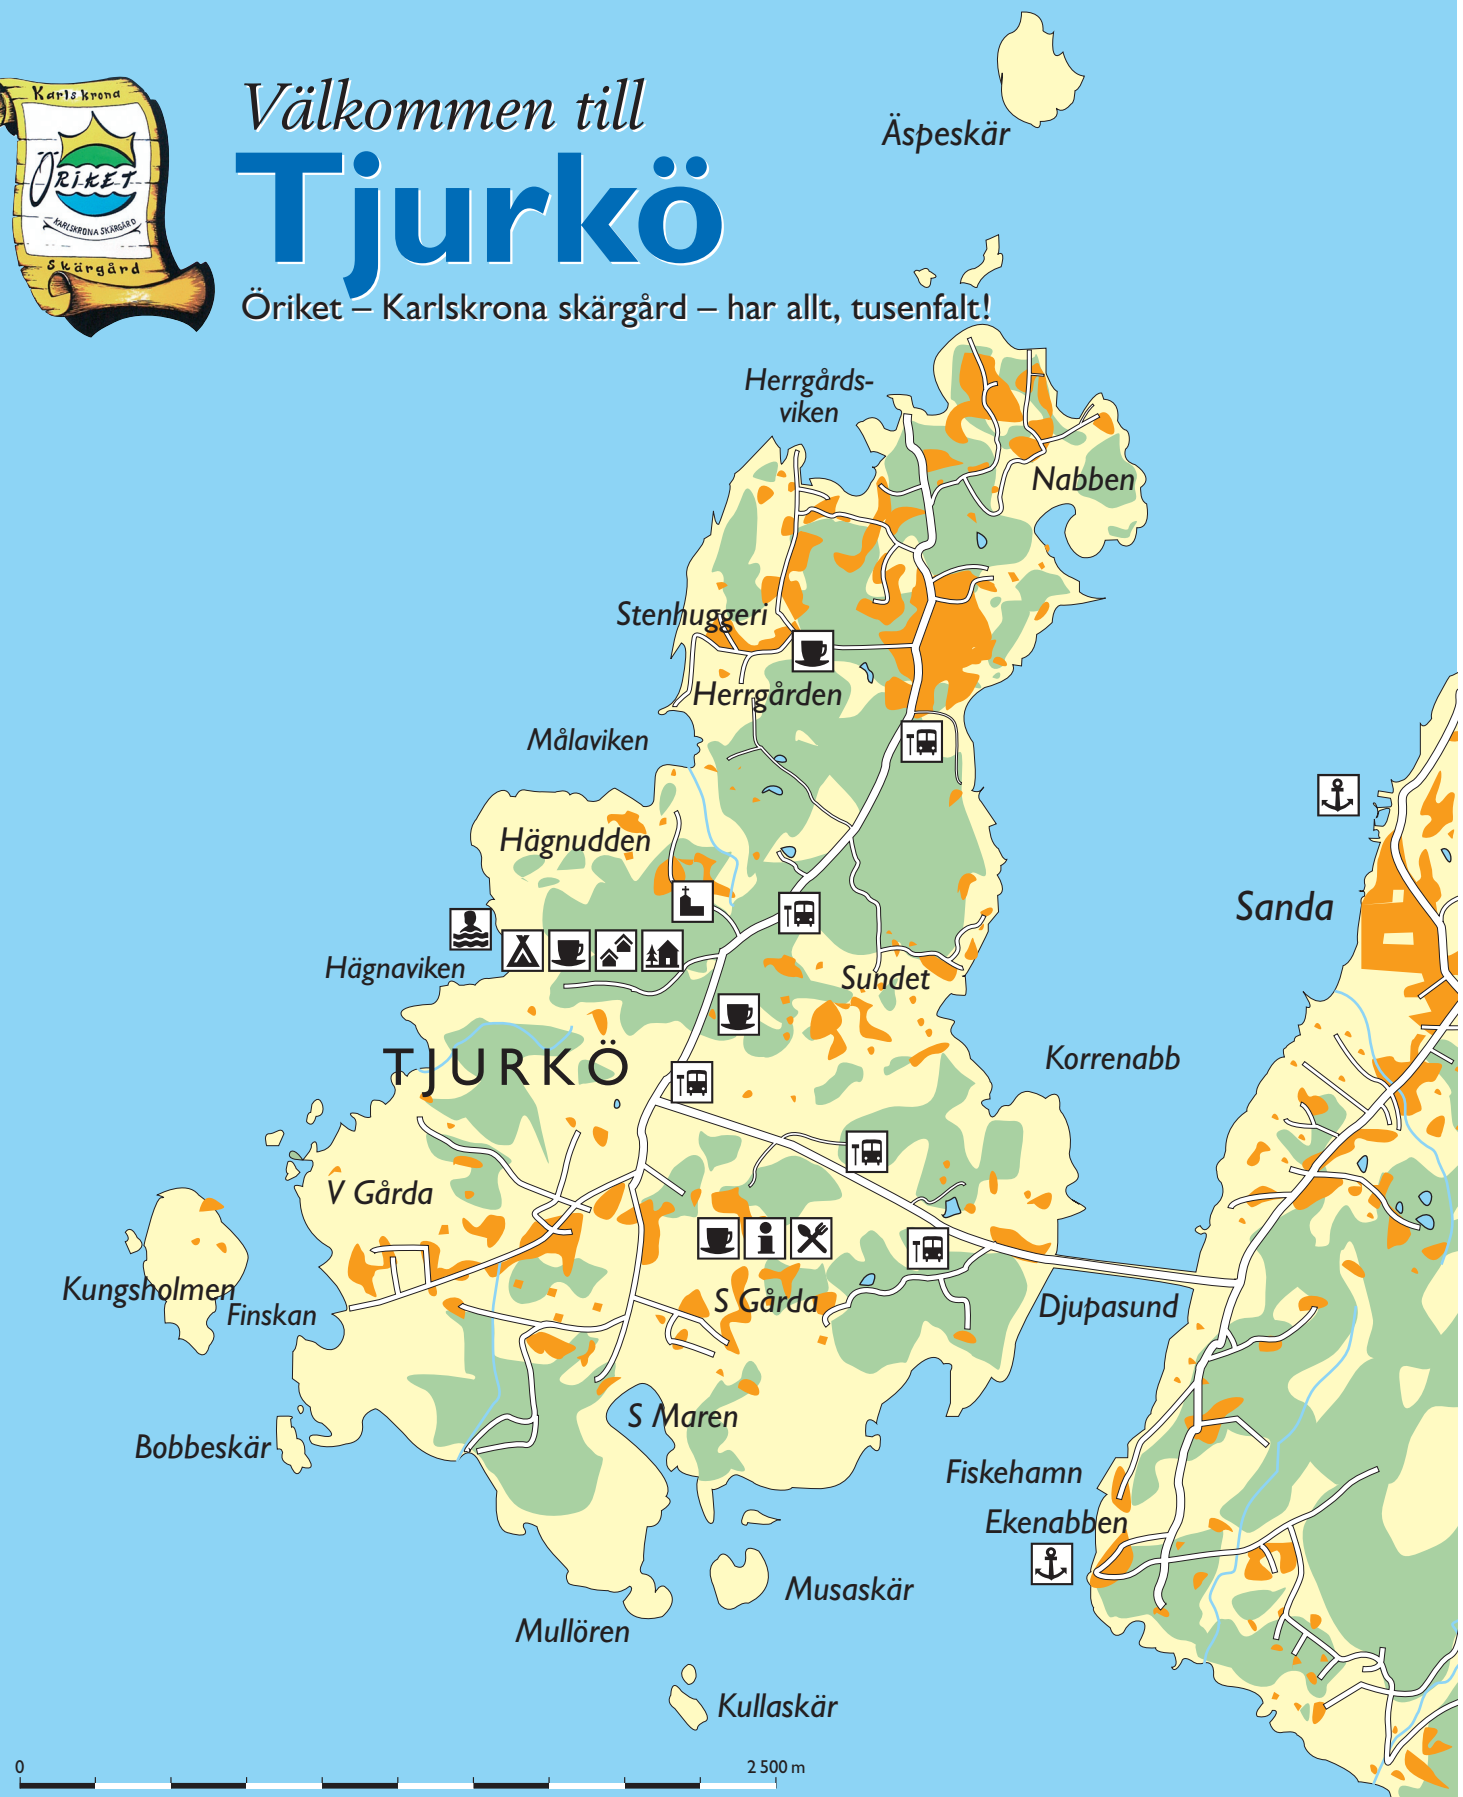 Karlskrona
ÖRIKET
KARLSKRONA SKÄRGÅRD
Skärgård
Välkommen till
Tjurkö
Öriket – Karlskrona skärgård – har allt, tusenfalt!
Äspeskär
Herrgårds-
viken
Nabben
Stenhuggeri
Herrgården
Målaviken
Hägnudden
Sanda
Hägnaviken
Sundet
TJURKÖ
Korrenabb
V Gårda
Kungsholmen
Finskan
S Gårda
Djupasund
S Maren
Bobbeskär
Fiskehamn
Ekenabben
Musaskär
Mullören
Kullaskär
0
2 500 m